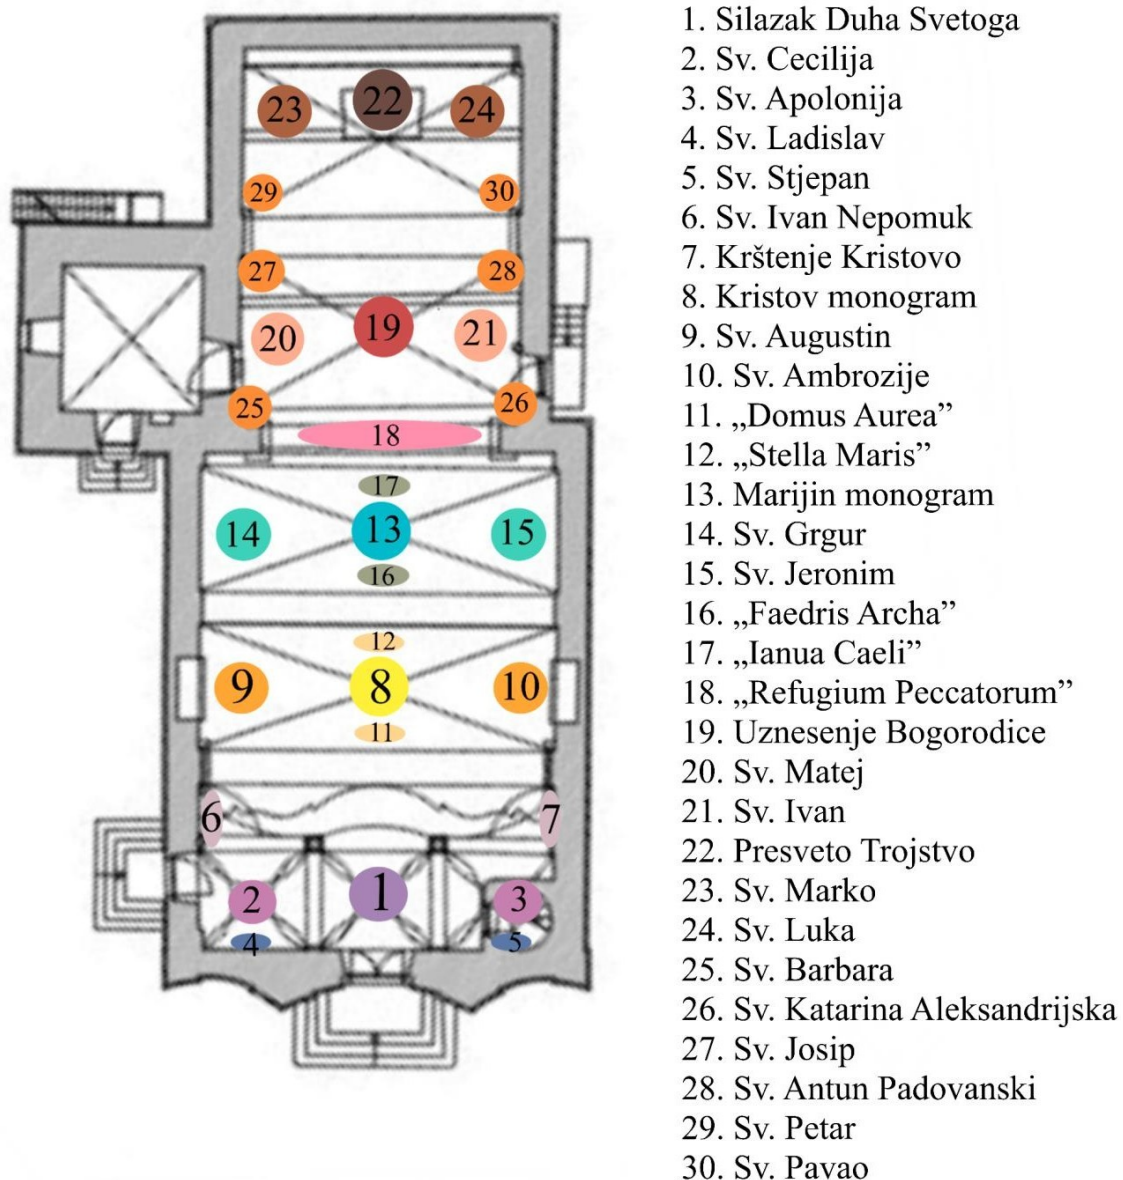 23
22
24
29
30
27
28
20
19
21
25
26
18
17
14
13
15
16
12
9
8
10
11
6
7
2
1
3
4
5
1. Silazak Duha Svetoga
2. Sv. Cecilija
3. Sv. Apolonija
4. Sv. Ladislav
5. Sv. Stjepan
6. Sv. Ivan Nepomuk
7. Krštenje Kristovo
8. Kristov monogram
9. Sv. Augustin
10. Sv. Ambrozije
11. „Domus Aurea”
12. „Stella Maris”
13. Marijin monogram
14. Sv. Grgur
15. Sv. Jeronim
16. „Faedris Archa”
17. „Ianua Caeli”
18. „Refugium Peccatorum”
19. Uznesenje Bogorodice
20. Sv. Matej
21. Sv. Ivan
22. Presveto Trojstvo
23. Sv. Marko
24. Sv. Luka
25. Sv. Barbara
26. Sv. Katarina Aleksandrijska
27. Sv. Josip
28. Sv. Antun Padovanski
29. Sv. Petar
30. Sv. Pavao